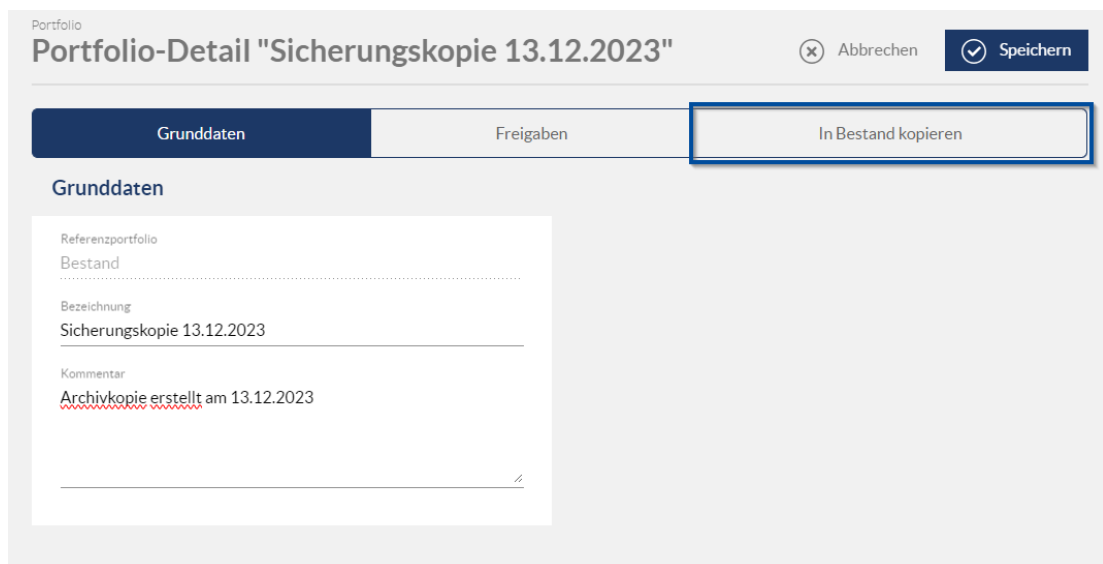 Portfolio
Portfolio-Detail "Sicherungskopie 13.12.2023"
Abbrechen
Speichern
Grunddaten
Freigaben
In Bestand kopieren
Grunddaten
Referenzportfolio
Bestand
Bezeichnung
Sicherungskopie 13.12.2023
Kommentar
Archivkopie erstellt am 13.12.2023